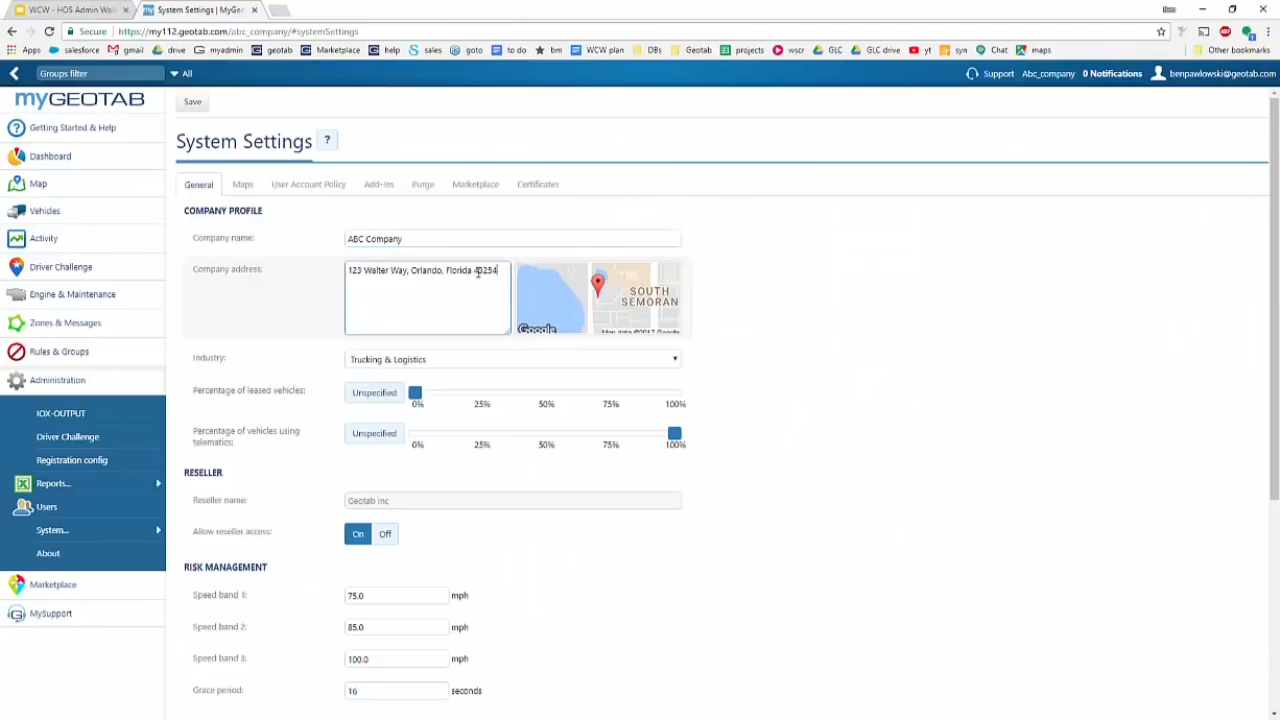 WCW - HOS Admin Wal
System Settings | MyGeo
Secure | https://my112.geotab.com/abc_company/#systemSettings
Apps salesforce gmail drive myadmin geotab Marketplace help sales goto to do bm WCW plan DBs Geotab projects wscr GLC GLC drive yt syn Chat maps Other bookmarks
Groups filter All Support Abc_company 0 Notifications benpawlowski@geotab.com
myGEOTAB
Save
Getting Started & Help
System Settings ?
Dashboard
Map
General Maps User Account Policy Add-Ins Purge Marketplace Certificates
Vehicles
COMPANY PROFILE
Activity
Company name: ABC Company
Driver Challenge
Company address: 123 Walter Way, Orlando, Florida
SOUTH
SEMORAN
Google
Map data ©2017 Google
Engine & Maintenance
Zones & Messages
Rules & Groups
Industry: Trucking & Logistics
Administration
Percentage of leased vehicles: Unspecified
0% 25% 50% 75% 100%
IOX-OUTPUT
Driver Challenge
Percentage of vehicles using
telematics:
Unspecified
0% 25% 50% 75% 100%
Registration config
RESELLER
Reports...
Reseller name: Geotab Inc
Users
System...
Allow reseller access: On Off
About
RISK MANAGEMENT
Marketplace
Speed band 1: 75.0 mph
MySupport
Speed band 2: 85.0 mph
Speed band 3: 100.0 mph
Grace period: 16 seconds